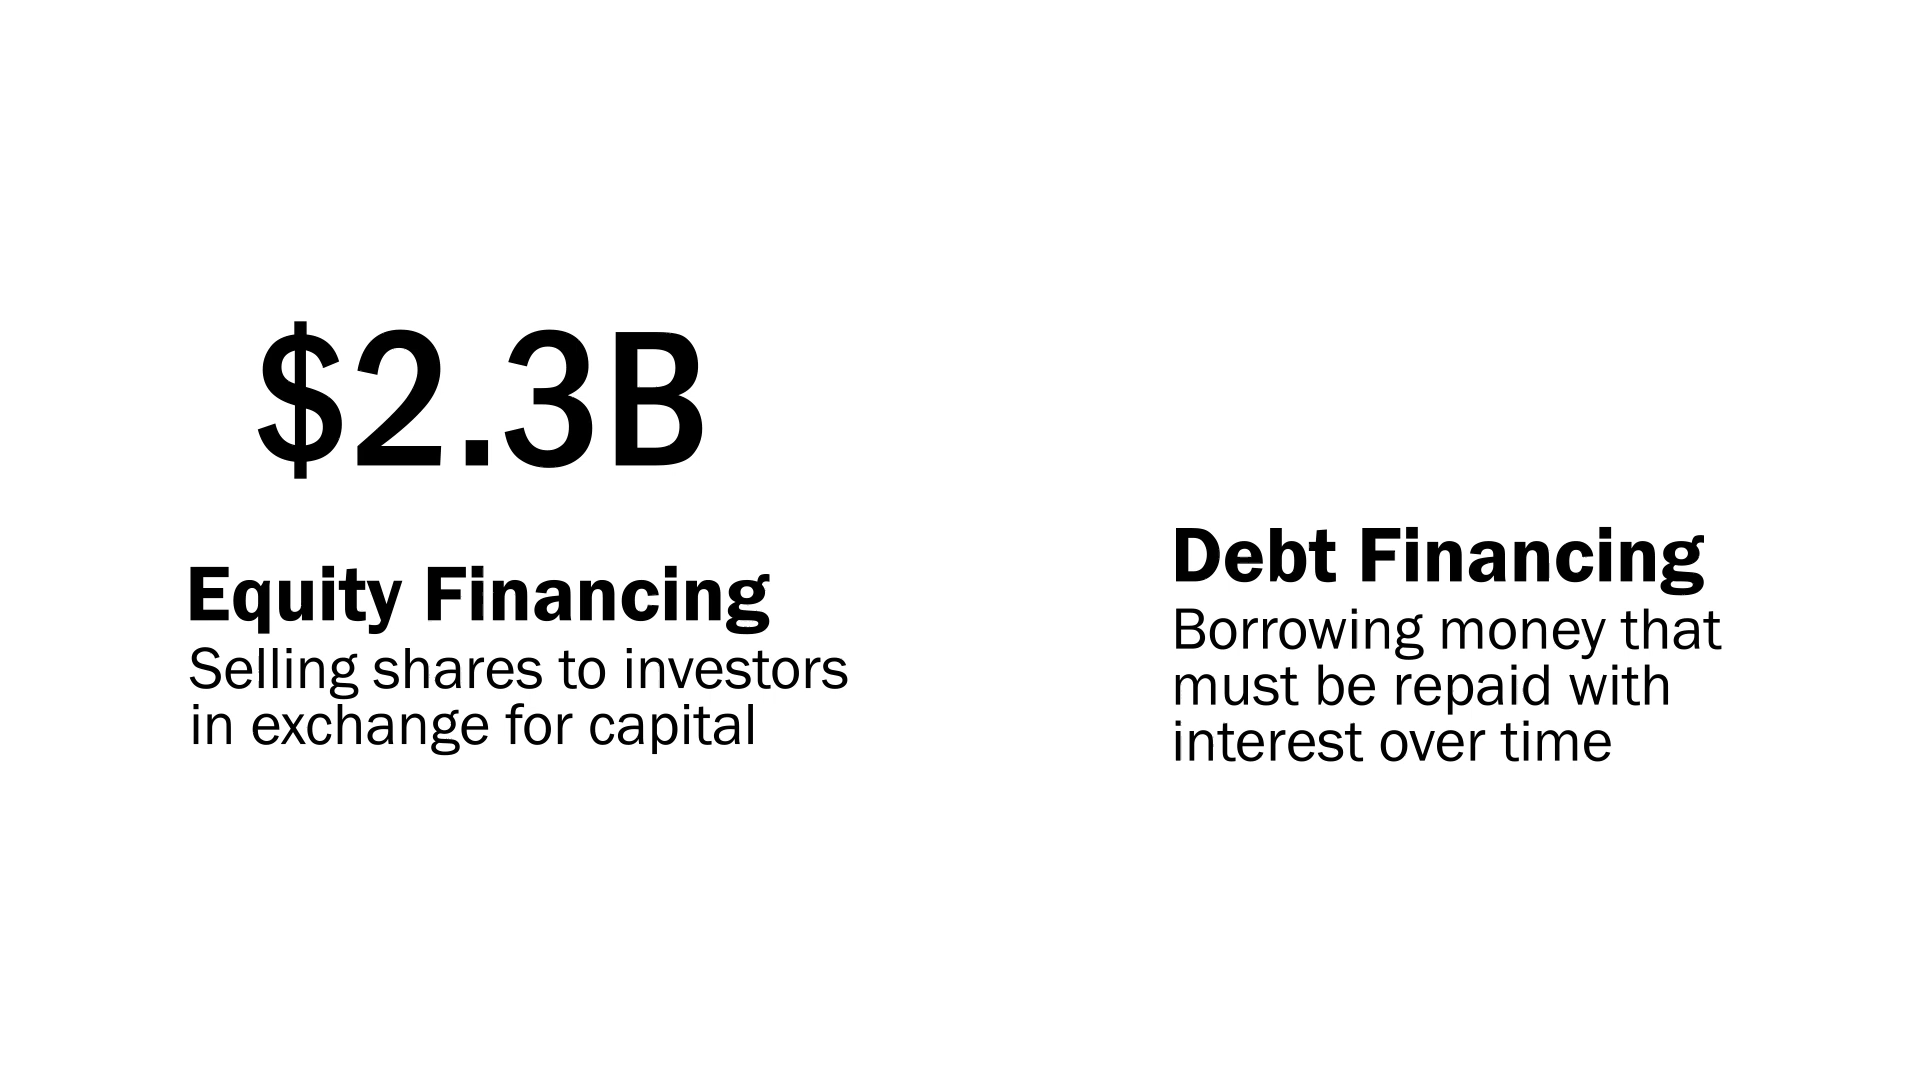 $2.3B
Equity Financing
Selling shares to investors
in exchange for capital
Debt Financing
Borrowing money that
must be repaid with
interest over time